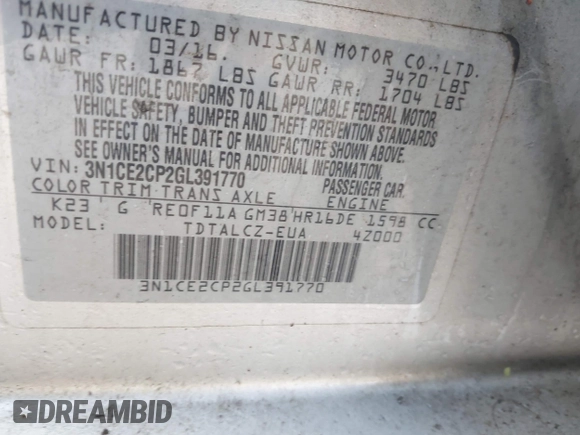 MANUFACTURED BY NISSAN MOTOR CO.,LTD.
DATE: 03/16. GVWR: 3470 LBS
GAWR FR: 1867 LBS GAWR RR: 1704 LBS
THIS VEHICLE CONFORMS TO ALL APPLICABLE FEDERAL MOTOR
VEHICLE SAFETY, BUMPER AND THEFT PREVENTION STANDARDS
IN EFFECT ON THE DATE OF MANUFACTURE SHOWN ABOVE.
SEE OWNER'S MANUAL FOR ADDITIONAL INFORMATION.
VIN: 3N1CE2CP2GL391770 PASSENGER CAR.
COLOR TRIM TRANS AXLE ENGINE
K23 G RE0F11A GM38 HR16DE 1598 CC
MODEL: TDTALCZ-EUA 4Z000
3N1CE2CP2GL391770
DREAMBID